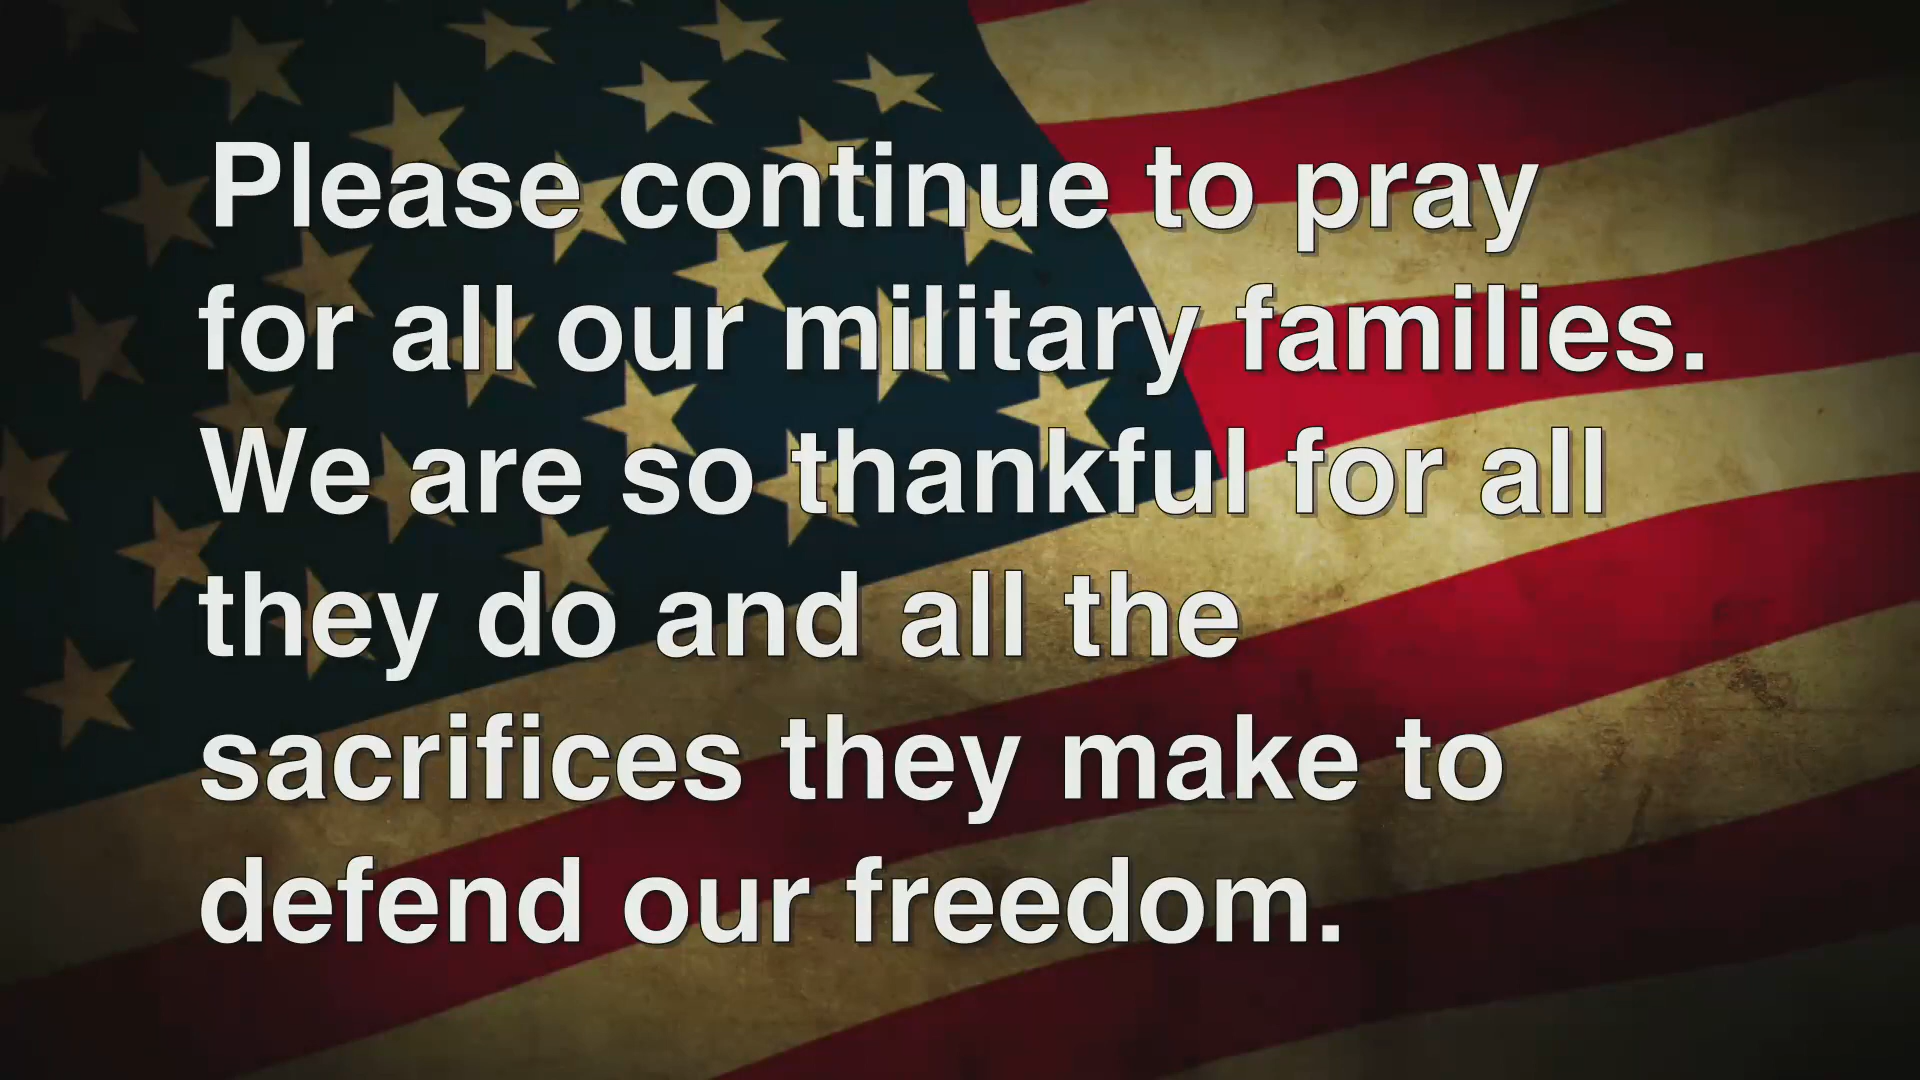 Please continue to pray
for all our military families.
We are so thankful for all
they do and all the
sacrifices they make to
defend our freedom.